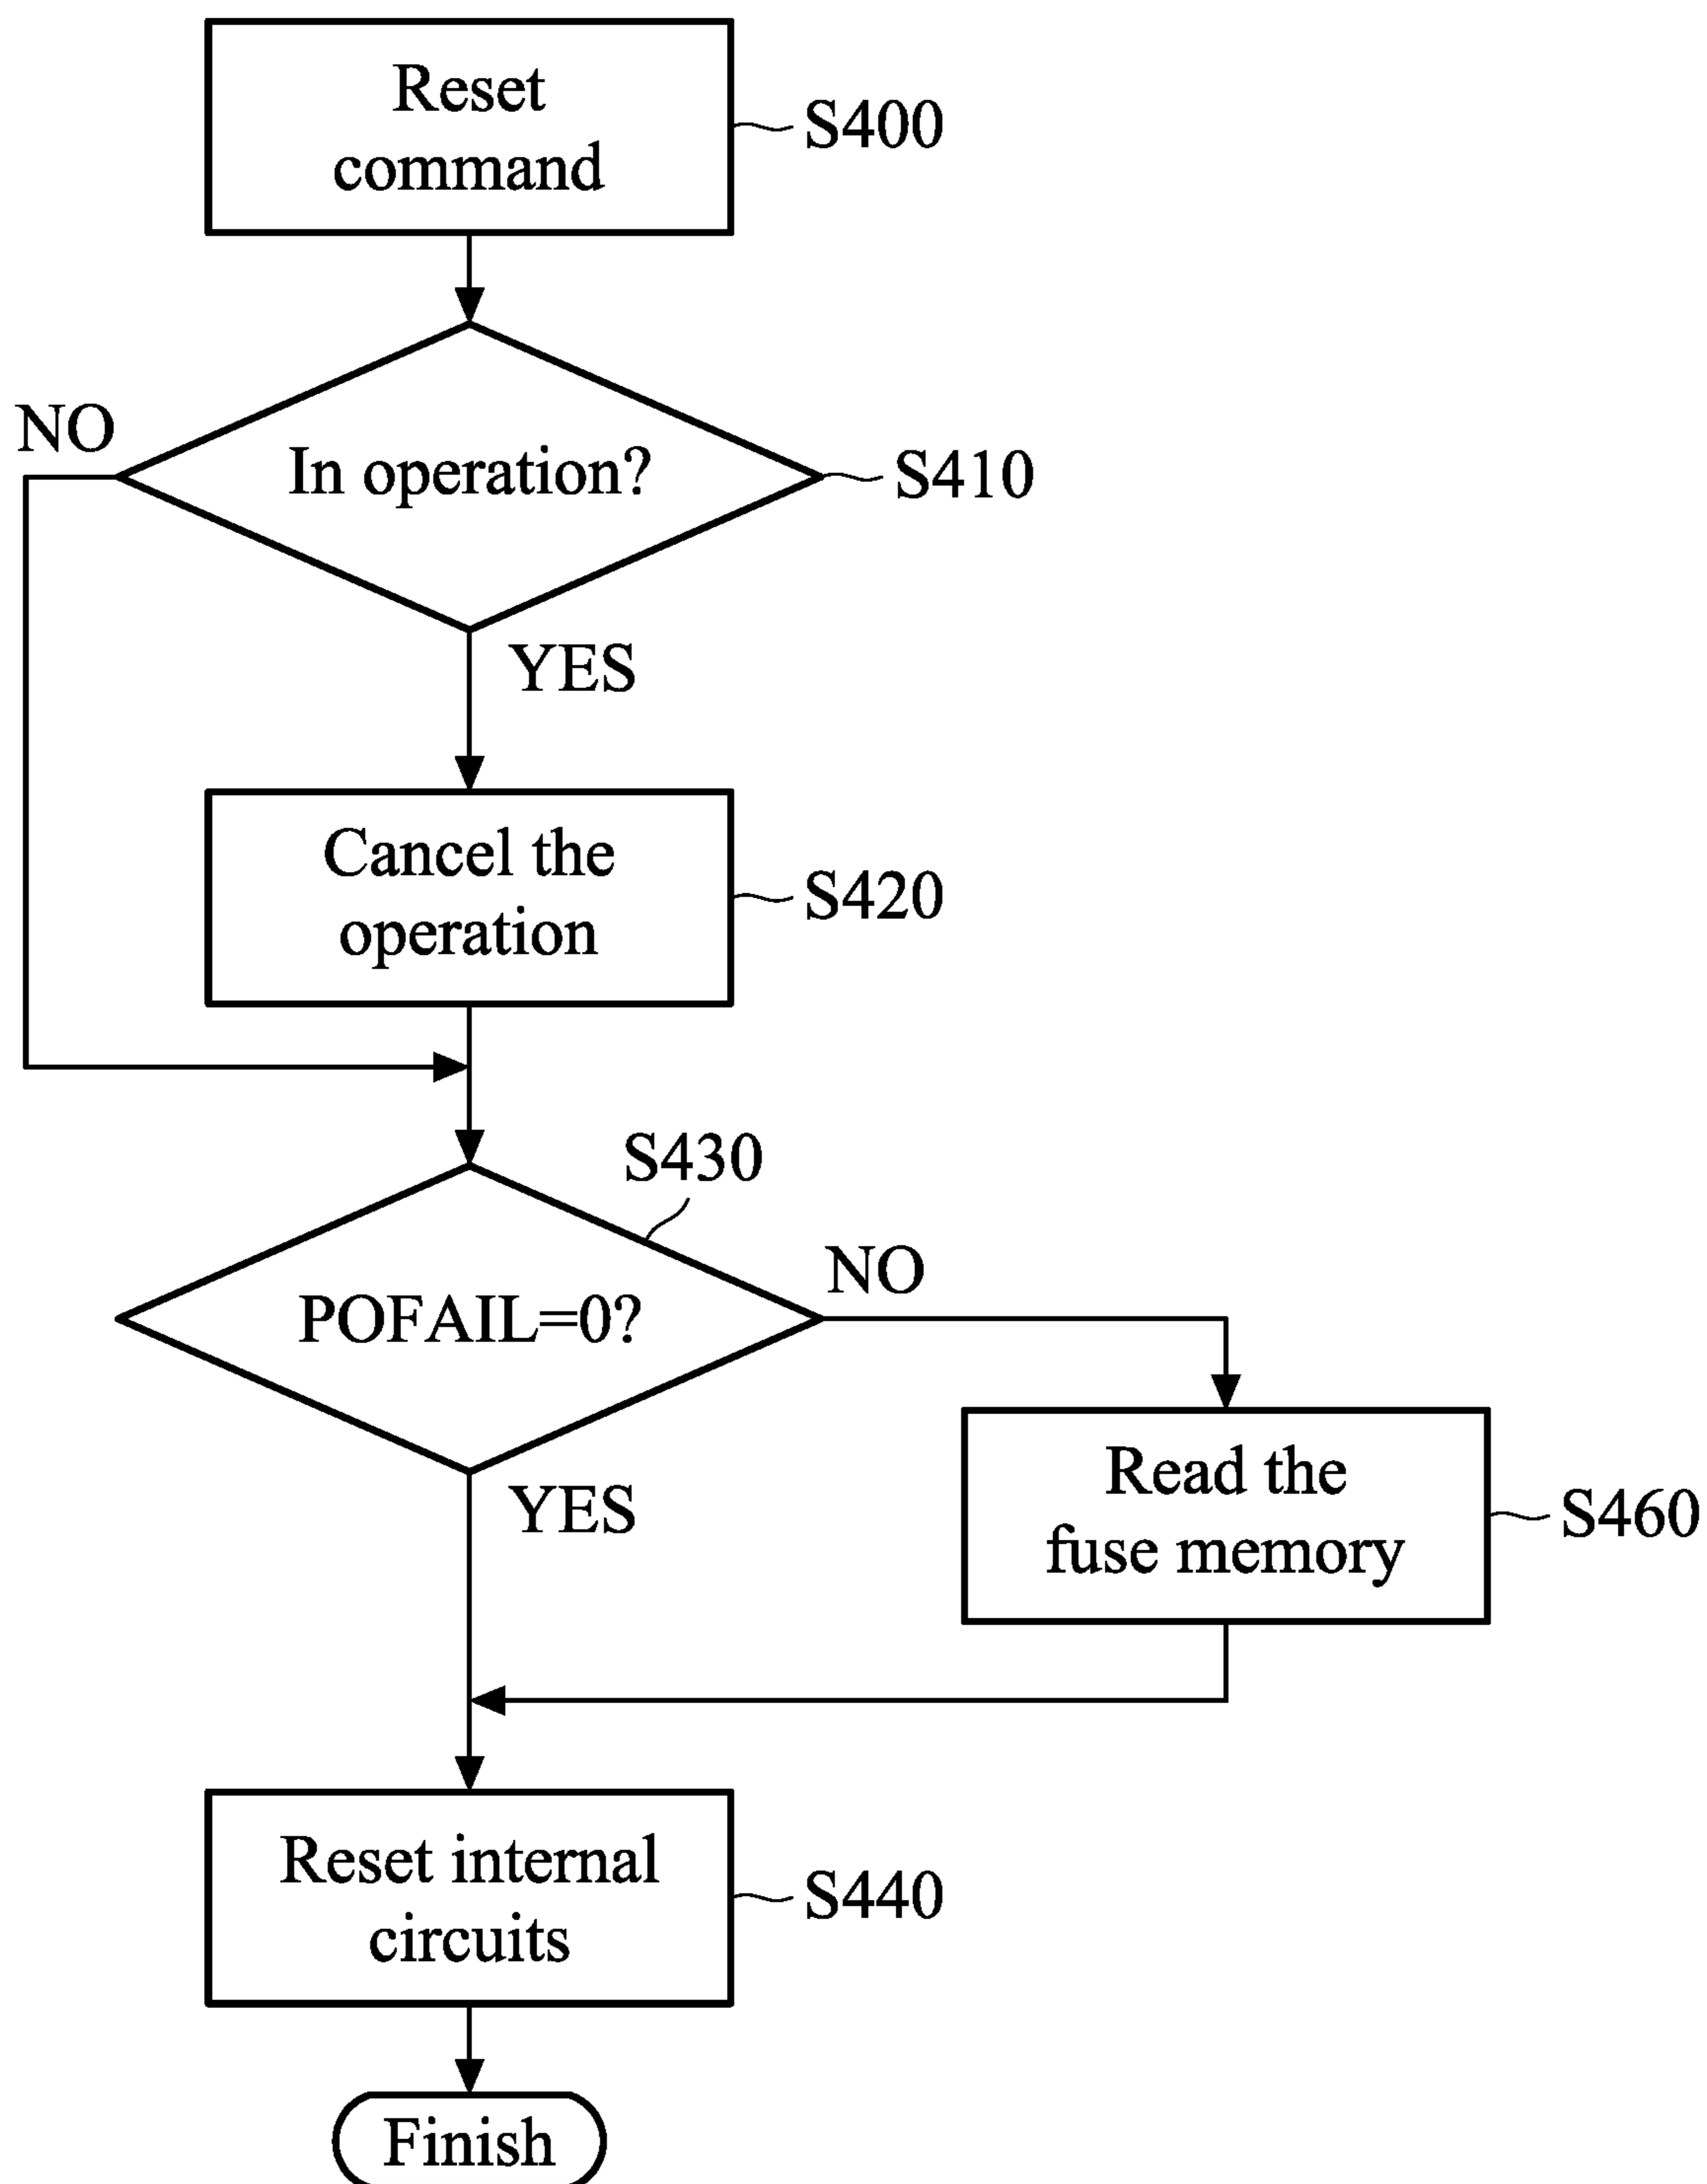 Reset
command
S400
NO
In operation?
S410
YES
Cancel the
operation
S420
S430
POFAIL=0?
NO
YES
Read the
fuse memory
S460
Reset internal
circuits
S440
Finish